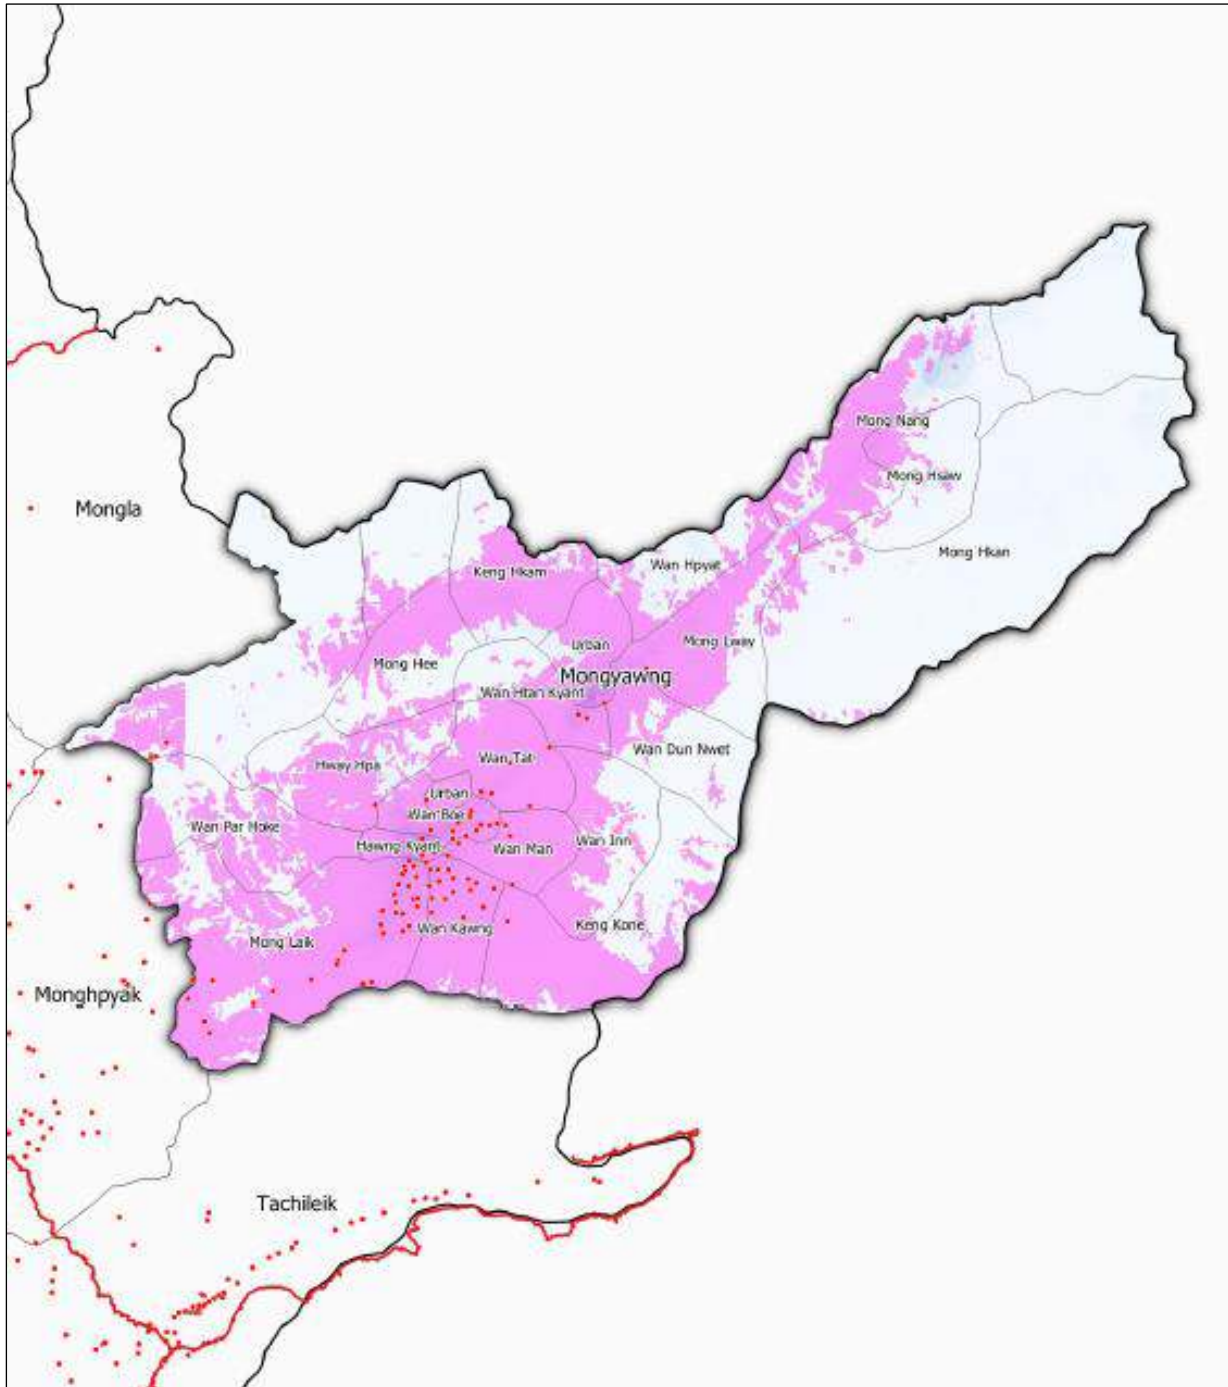 Mong Nang
Mong Hsaw
Mongla
Mong Hkan
Wan Hpyat
Keng Hkam
Mong Lway
Urban
Mong Hee
Mongyawng
Wan Htan Kyant
Wan Dun Nwet
Wan Tat
Hway Hpa
Urban
Wan Boe
Wan Par Hoke
Wan Inn
Hawng Kyant
Wan Man
Keng Kone
Wan Kawng
Mong Laik
Monghpyak
Tachileik